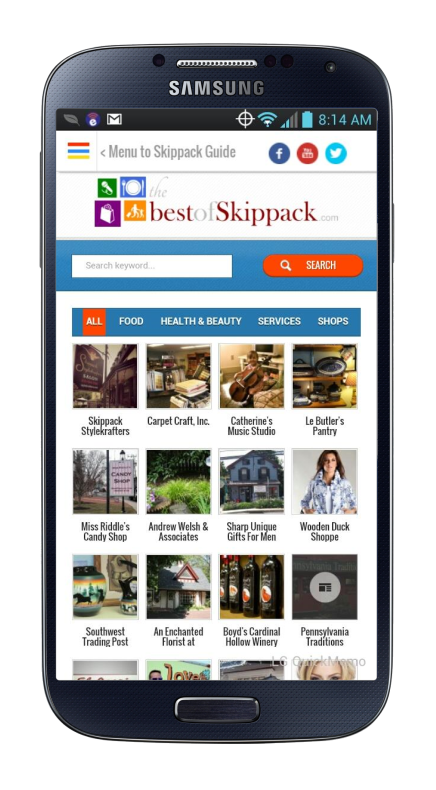 SAMSUNG
8:14 AM
< Menu to Skippack Guide
You
Tube
the
bestofSkippack.com
Search keyword...
SEARCH
ALL FOOD HEALTH & BEAUTY SERVICES SHOPS
Skippack Stylekrafters
Carpet Craft, Inc.
Catherine's Music Studio
Le Butler's Pantry
CANDY
SHOP
Miss Riddle's Candy Shop
Andrew Welsh & Associates
Sharp Unique Gifts For Men
Wooden Duck Shoppe
Southwest Trading Post
An Enchanted Florist at
Boyd's Cardinal Hollow Winery
Pennsylvania Traditions
LG QuickMemo